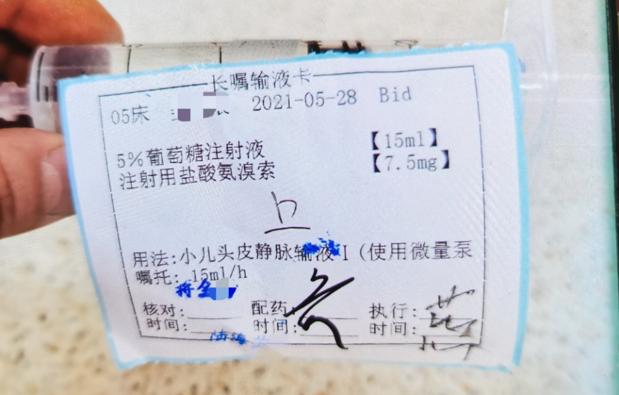 长嘱输液卡
05床 2021-05-28 Bid
5%葡萄糖注射液 【15ml】
注射用盐酸氨溴索 【7.5mg】
上
用法:小儿头皮静脉输液I(使用微量泵
嘱托: 15ml/h
核对: 配药 执行:
时间: 时间: 时间: